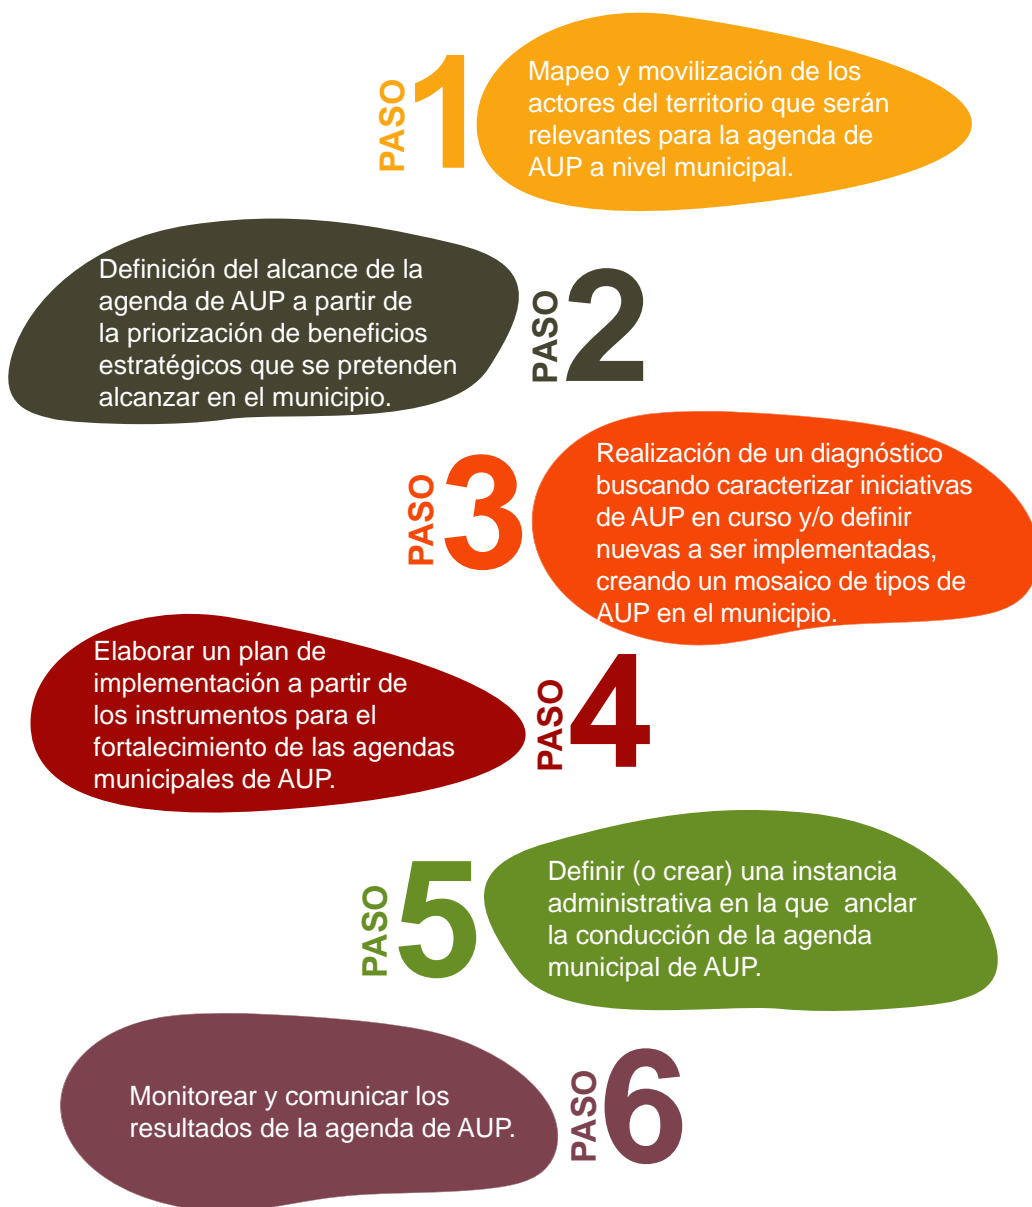 PASO 1
Mapeo y movilización de los
actores del territorio que serán
relevantes para la agenda de
AUP a nivel municipal.
Definición del alcance de la
agenda de AUP a partir de
la priorización de beneficios
estratégicos que se pretenden
alcanzar en el municipio.
PASO 2
PASO 3
Realización de un diagnóstico
buscando caracterizar iniciativas
de AUP en curso y/o definir
nuevas a ser implementadas,
creando un mosaico de tipos de
AUP en el municipio.
Elaborar un plan de
implementación a partir de
los instrumentos para el
fortalecimiento de las agendas
municipales de AUP.
PASO 4
PASO 5
Definir (o crear) una instancia
administrativa en la que  anclar
la conducción de la agenda
municipal de AUP.
Monitorear y comunicar los
resultados de la agenda de AUP.
PASO 6